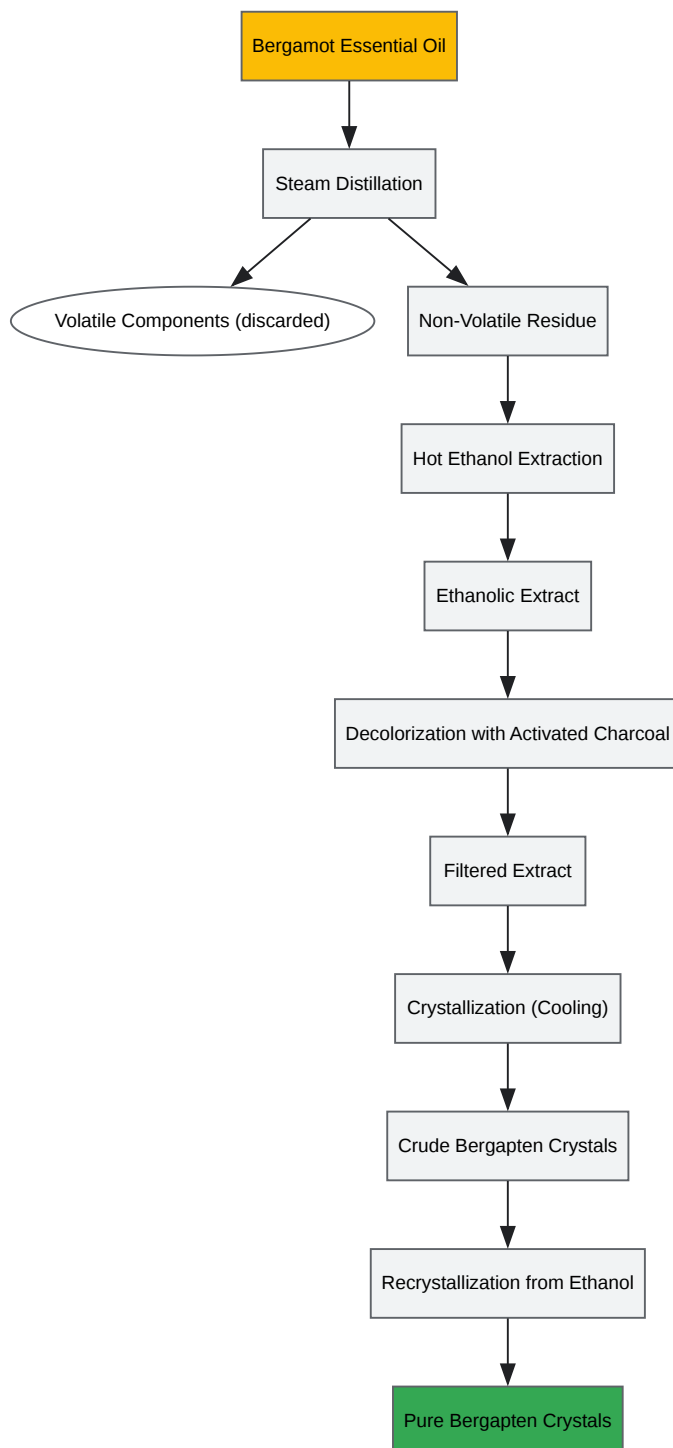 Bergamot Essential Oil
Steam Distillation
Volatile Components (discarded)
Non-Volatile Residue
Hot Ethanol Extraction
Ethanolic Extract
Decolorization with Activated Charcoal
Filtered Extract
Crystallization (Cooling)
Crude Bergapten Crystals
Recrystallization from Ethanol
Pure Bergapten Crystals